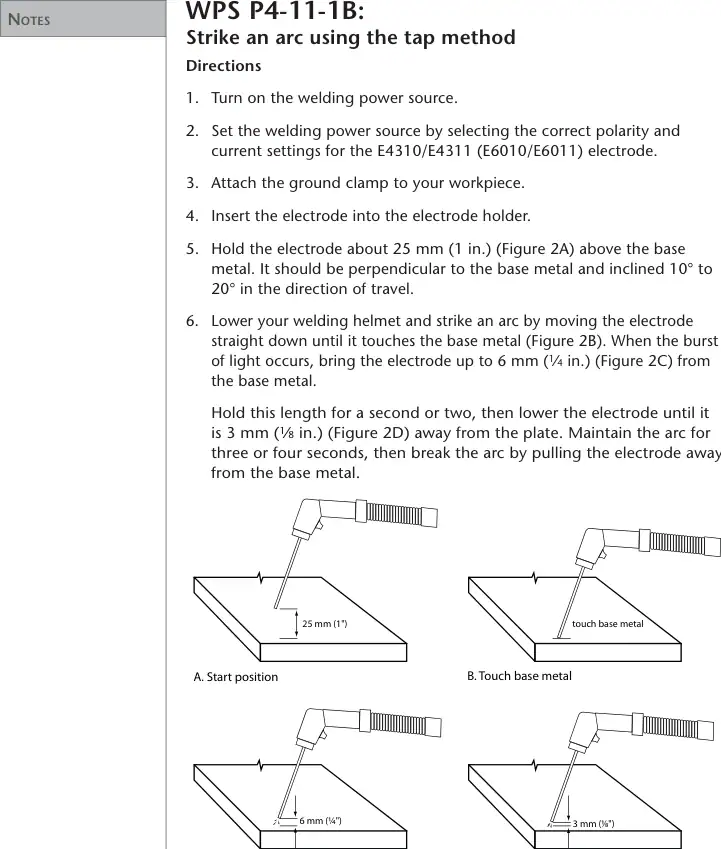 NOTES
WPS P4-11-1B:
Strike an arc using the tap method
Directions
1. Turn on the welding power source.
2. Set the welding power source by selecting the correct polarity and
current settings for the E4310/E4311 (E6010/E6011) electrode.
3. Attach the ground clamp to your workpiece.
4. Insert the electrode into the electrode holder.
5. Hold the electrode about 25 mm (1 in.) (Figure 2A) above the base
metal. It should be perpendicular to the base metal and inclined 10° to
20° in the direction of travel.
6. Lower your welding helmet and strike an arc by moving the electrode
straight down until it touches the base metal (Figure 2B). When the burst
of light occurs, bring the electrode up to 6 mm (¼ in.) (Figure 2C) from
the base metal.
Hold this length for a second or two, then lower the electrode until it
is 3 mm (⅛ in.) (Figure 2D) away from the plate. Maintain the arc for
three or four seconds, then break the arc by pulling the electrode away
from the base metal.
25 mm (1")
touch base metal
A. Start position
B. Touch base metal
6 mm (¼")
3 mm (⅛")